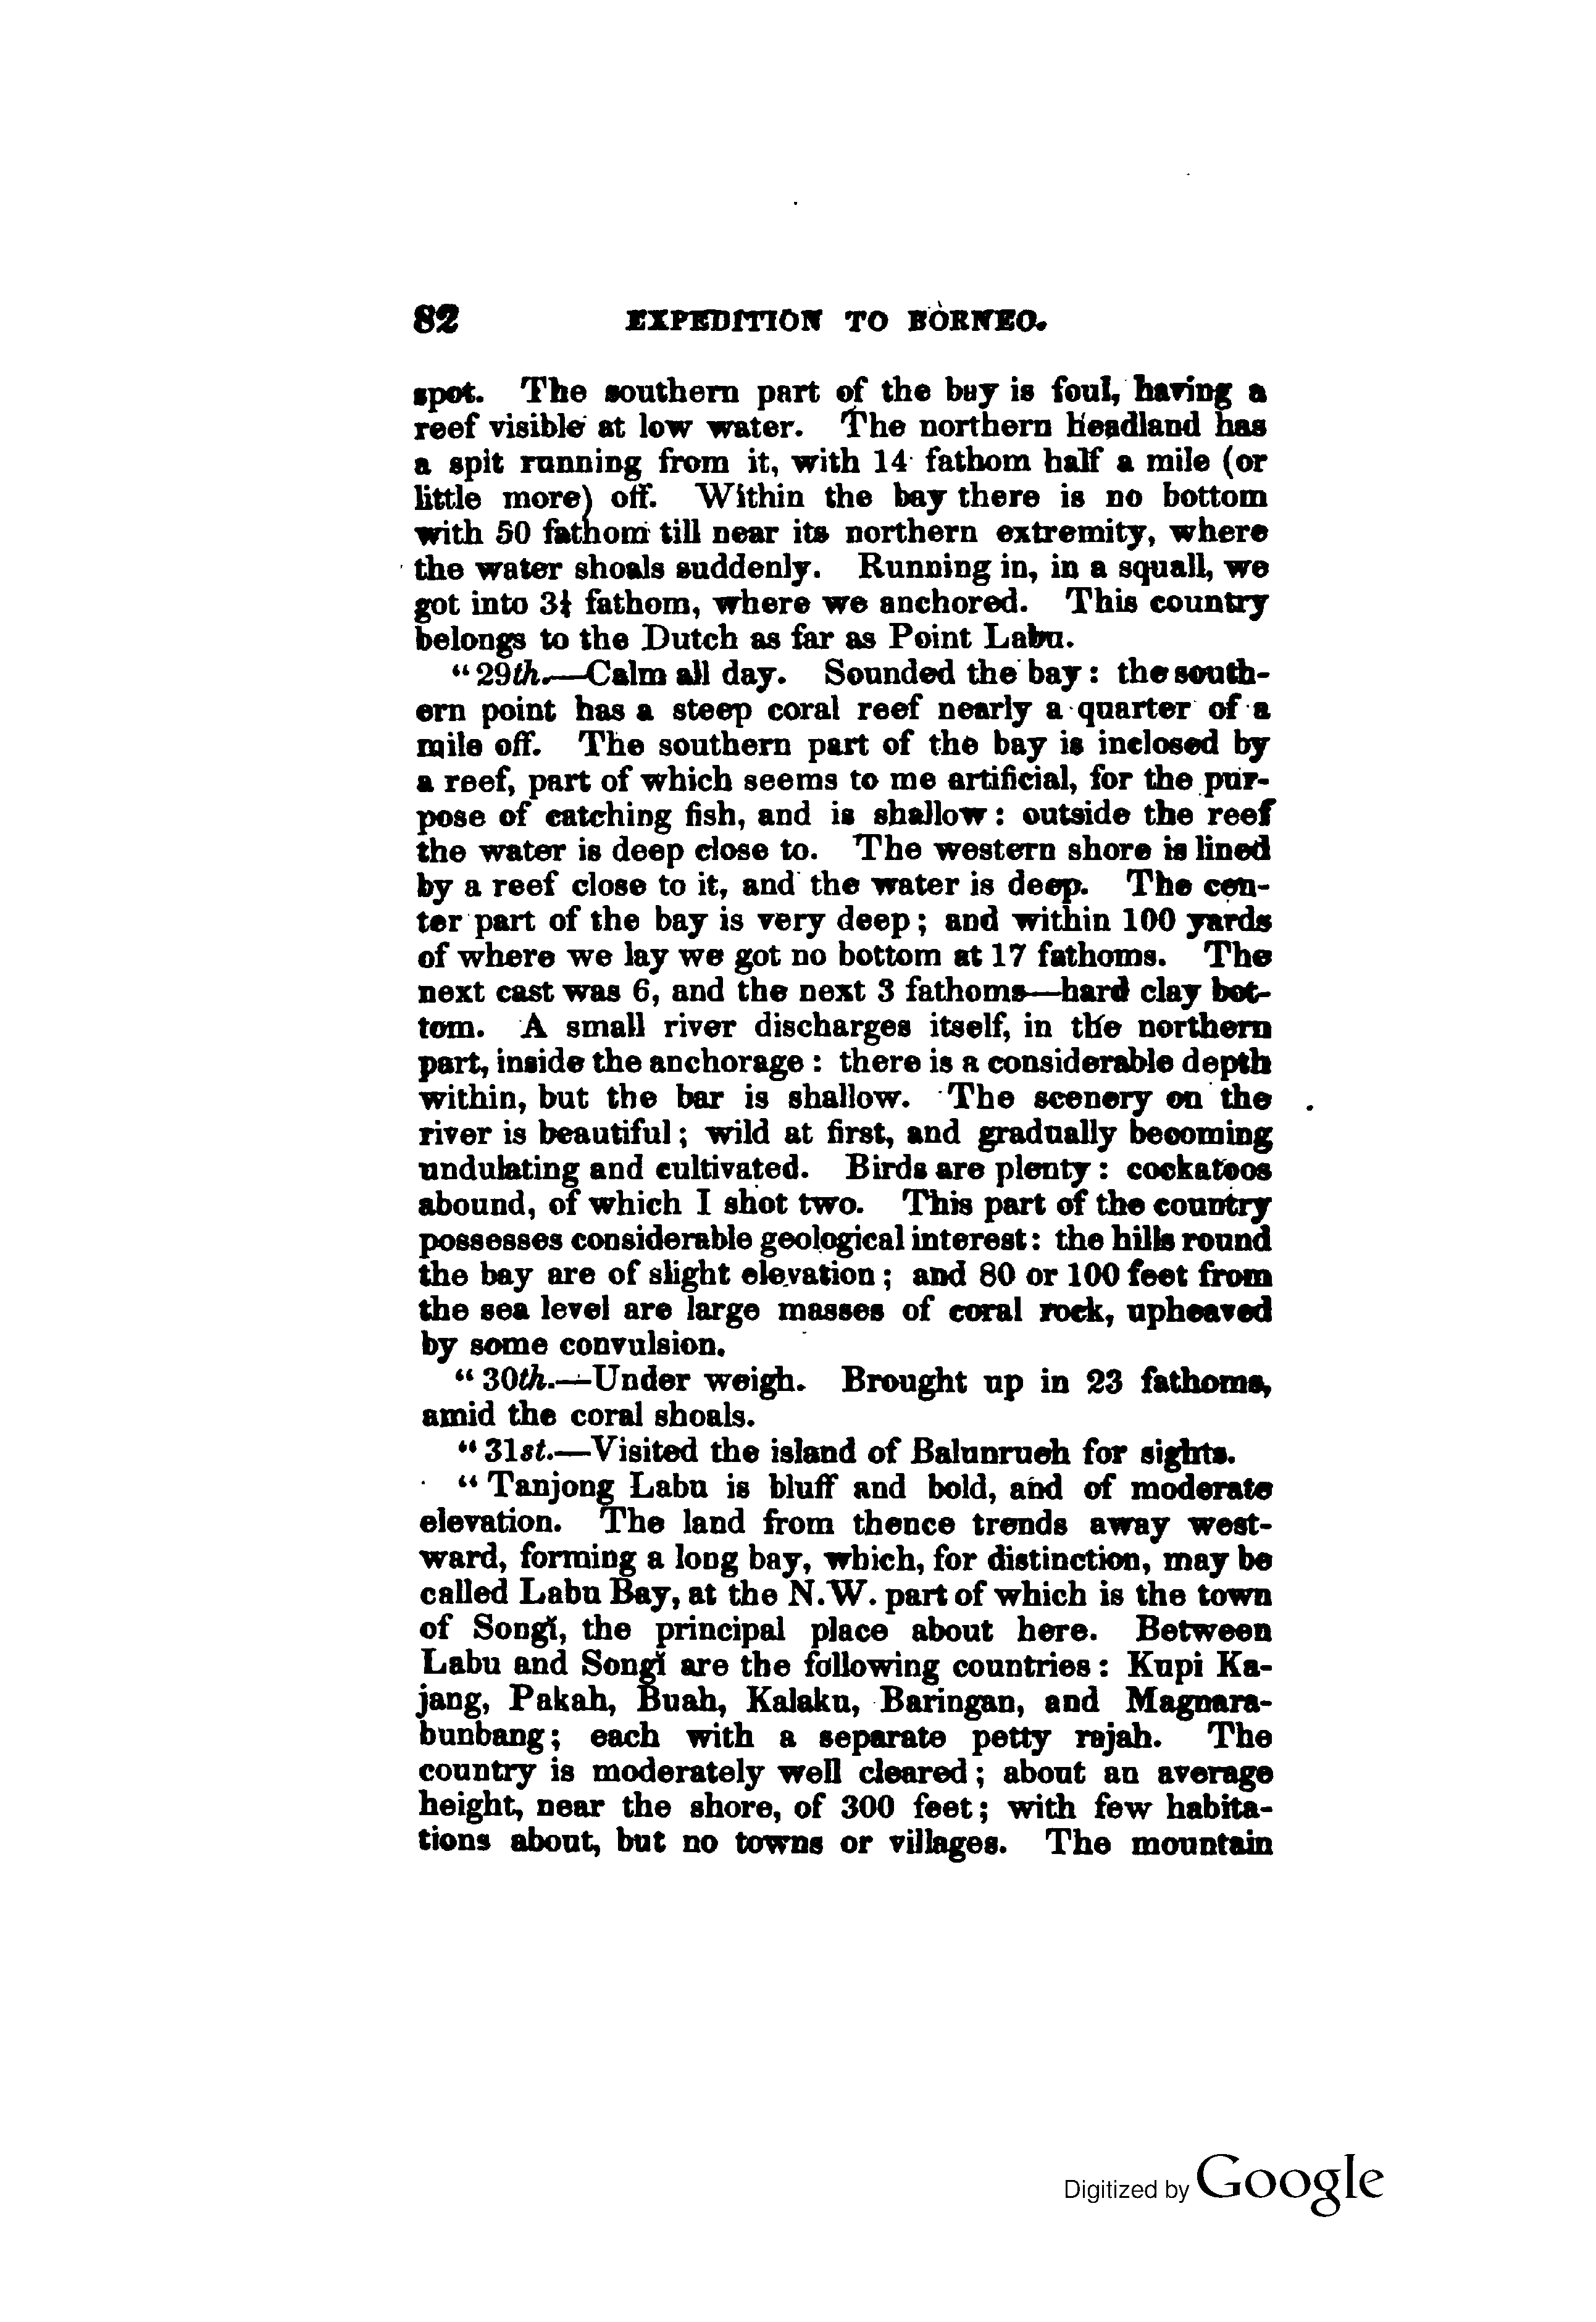 82 EXPEDITION TO BORNEO.
spot. The southern part of the bay is foul, having a
reef visible at low water. The northern headland has
a spit running from it, with 14 fathom half a mile (or
little more) off. Within the bay there is no bottom
with 50 fathom till near its northern extremity, where
the water shoals suddenly. Running in, in a squall, we
got into fathom, where we anchored. This country
belongs to the Dutch as far as Point Labu.
"29th.—Calm all day. Sounded the bay: the south-
ern point has a steep coral reef nearly a quarter of a
mile off. The southern part of the bay is inclosed by
a reef, part of which seems to me artificial, for the pur-
pose of catching fish, and is shallow: outside the reef
the water is deep close to. The western shore is lined
by a reef close to it, and the water is deep. The cen-
ter part of the bay is very deep; and within 100 yards
of where we lay we got no bottom at 17 fathoms. The
next cast was 6, and the next 3 fathoms—hard clay bot-
tom. A small river discharges itself, in the northern
part, inside the anchorage: there is a considerable depth
within, but the bar is shallow. The scenery on the
river is beautiful; wild at first, and gradually becoming
undulating and cultivated. Birds are plenty: cockatoos
abound, of which I shot two. This part of the country
possesses considerable geological interest: the hills round
the bay are of slight elevation; and 80 or 100 feet from
the sea level are large masses of coral rock, upheaved
by some convulsion.
"30th.—Under weigh. Brought up in 23 fathoms,
amid the coral shoals.
"31st.—Visited the island of Balunrueh for sights.
"Tanjong Labu is bluff and bold, and of moderate
elevation. The land from thence trends away west-
ward, forming a long bay, which, for distinction, may be
called Labu Bay, at the N.W. part of which is the town
of Songĭ, the principal place about here. Between
Labu and Songĭ are the following countries: Kupi Ka-
jang, Pakah, Buah, Kalaku, Baringan, and Magnara-
bunbang; each with a separate petty rajah. The
country is moderately well cleared; about an average
height, near the shore, of 300 feet; with few habita-
tions about, but no towns or villages. The mountain
Digitized by Google